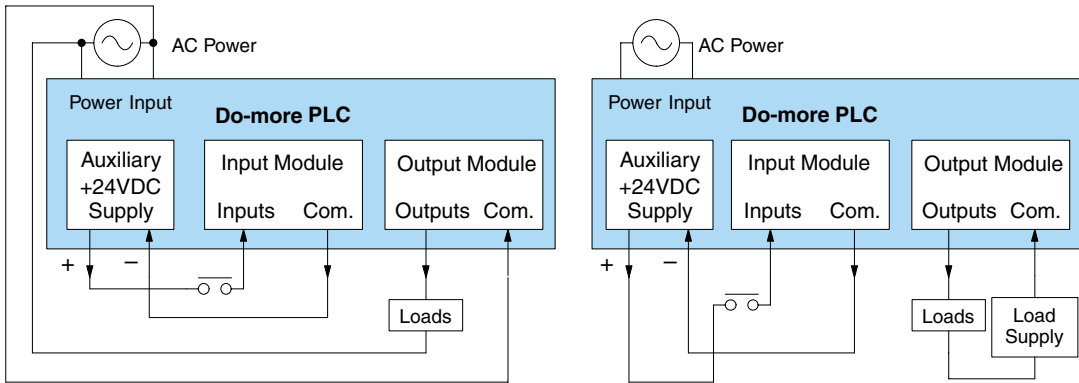 AC Power
Power Input
Do-more PLC
Auxiliary
+24VDC
Supply
Input Module
Inputs Com.
Output Module
Outputs Com.
+
−
Loads
AC Power
Power Input
Do-more PLC
Auxiliary
+24VDC
Supply
Input Module
Inputs Com.
Output Module
Outputs Com.
+
−
Loads
Load
Supply